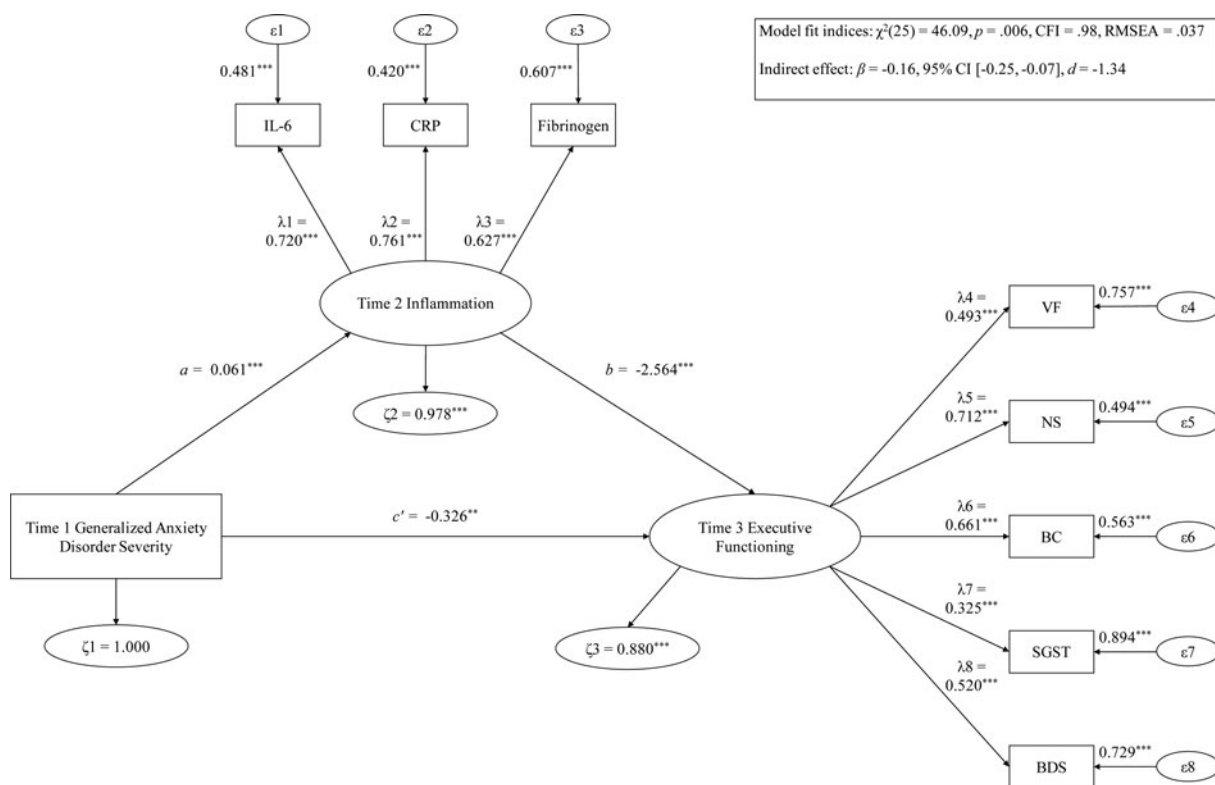 ε1
ε2
ε3
Model fit indices: χ²(25) = 46.09, p = .006, CFI = .98, RMSEA = .037
Indirect effect: β = -0.16, 95% CI [-0.25, -0.07], d = -1.34
0.481***
0.420***
0.607***
IL-6
CRP
Fibrinogen
λ1 =
0.720***
λ2 =
0.761***
λ3 =
0.627***
Time 2 Inflammation
λ4 =
0.493***
VF
0.757***
ε4
a = 0.061***
b = -2.564***
ζ2 = 0.978***
λ5 =
0.712***
NS
0.494***
ε5
Time 1 Generalized Anxiety
Disorder Severity
c' = -0.326**
Time 3 Executive
Functioning
λ6 =
0.661***
BC
0.563***
ε6
λ7 =
0.325***
ζ1 = 1.000
ζ3 = 0.880***
SGST
0.894***
ε7
λ8 =
0.520***
BDS
0.729***
ε8